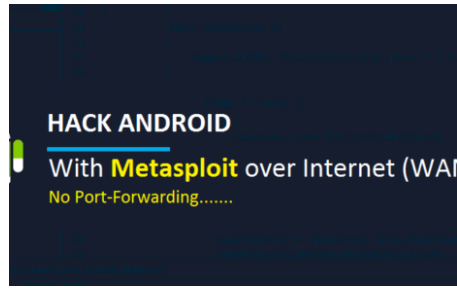 HACK ANDROID
With Metasploit over Internet (WAN
No Port-Forwarding.......